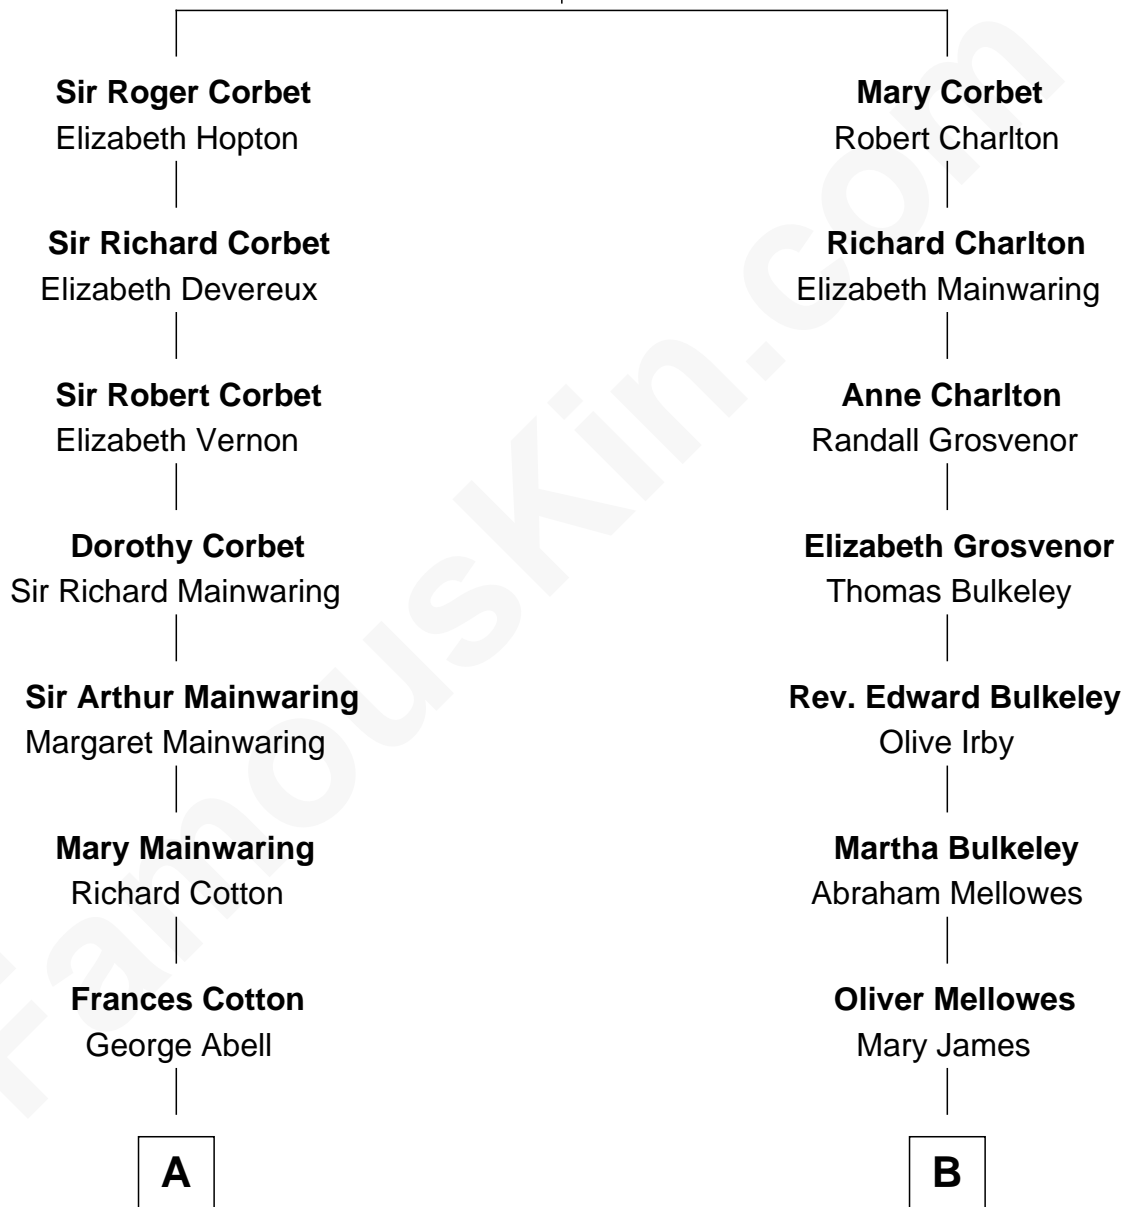 Sir Roger Corbet
Elizabeth Hopton
Sir Richard Corbet
Elizabeth Devereux
Sir Robert Corbet
Elizabeth Vernon
Dorothy Corbet
Sir Richard Mainwaring
Sir Arthur Mainwaring
Margaret Mainwaring
Mary Mainwaring
Richard Cotton
Frances Cotton
George Abell
A
Mary Corbet
Robert Charlton
Richard Charlton
Elizabeth Mainwaring
Anne Charlton
Randall Grosvenor
Elizabeth Grosvenor
Thomas Bulkeley
Rev. Edward Bulkeley
Olive Irby
Martha Bulkeley
Abraham Mellowes
Oliver Mellowes
Mary James
B
FamousKin.com